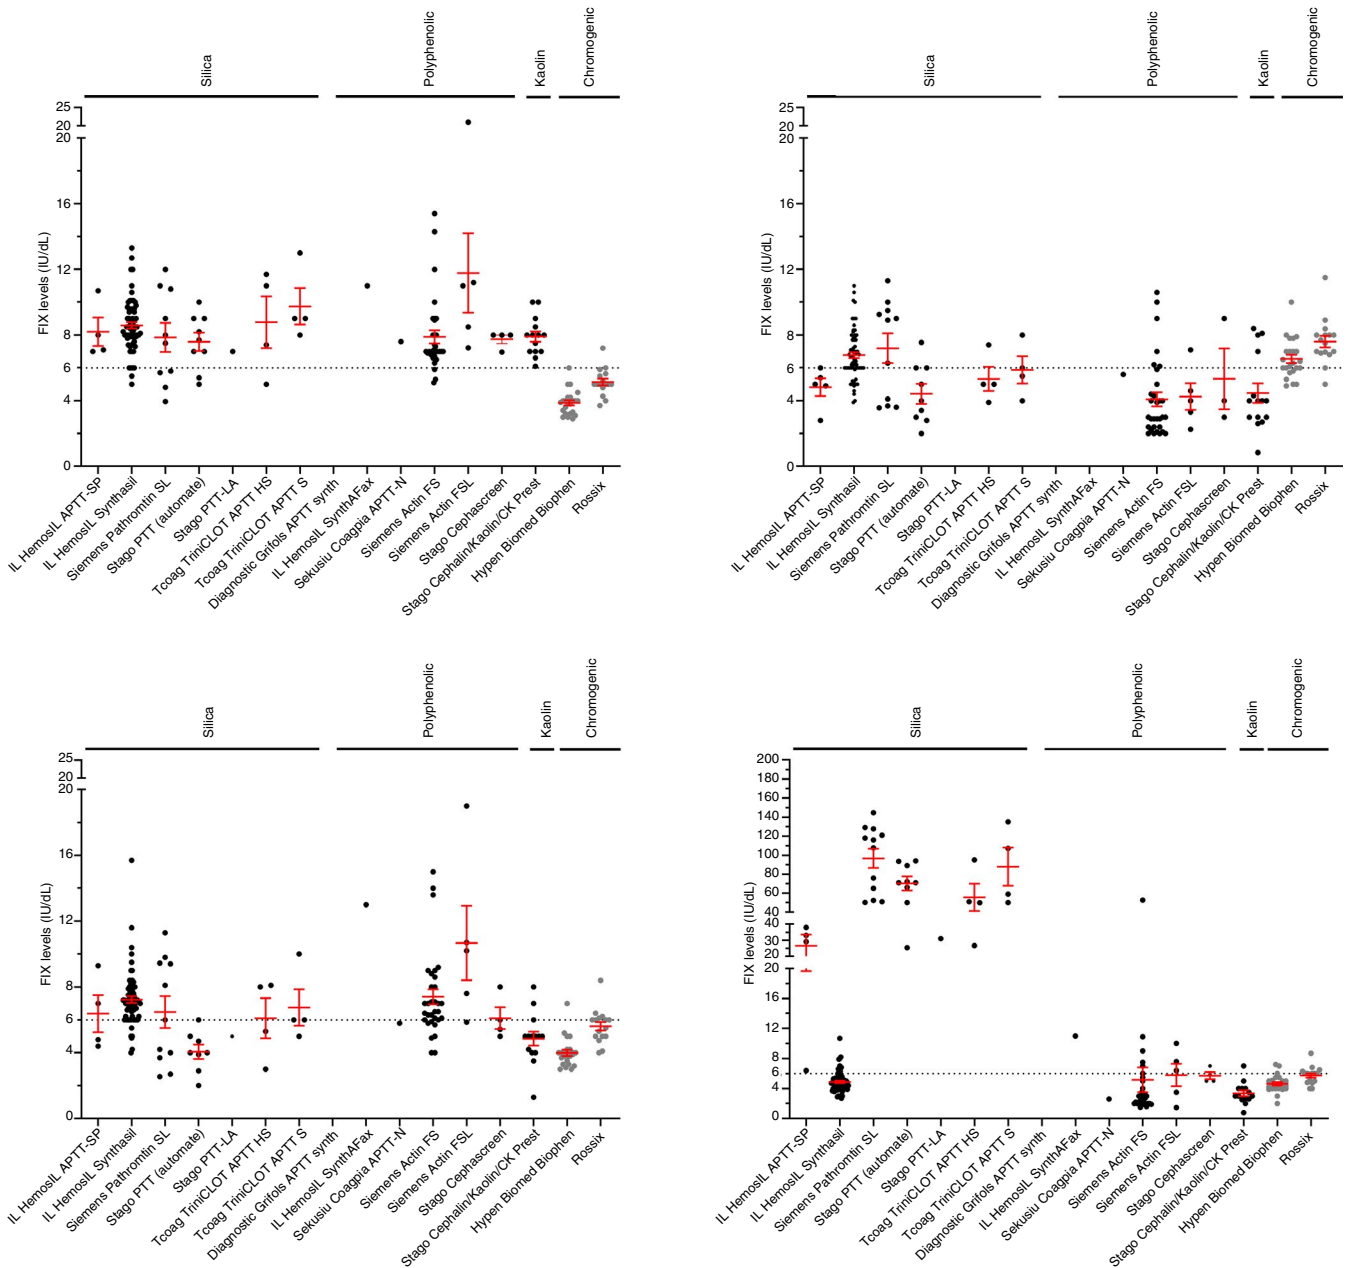 Silica
Polyphenolic
Kaolin
Chromogenic
FIX levels (IU/dL)
25
20
20
16
12
8
6
4
0
IL HemosIL APTT-SP
IL HemosIL Synthasil
Siemens Pathromtin SL
Stago PTT (automate)
Stago PTT-LA
Tcoag TriniCLOT APTT HS
Tcoag TriniCLOT APTT S
Diagnostic Grifols APTT synth
IL HemosIL SynthAFax
Sekusiu Coagpia APTT-N
Siemens Actin FS
Siemens Actin FSL
Stago Cephascreen
Stago Cephalin/Kaolin/CK Prest
Hypen Biomed Biophen
Rossix
Silica
Polyphenolic
Kaolin
Chromogenic
FIX levels (IU/dL)
25
20
20
16
12
8
6
4
0
IL HemosIL APTT-SP
IL HemosIL Synthasil
Siemens Pathromtin SL
Stago PTT (automate)
Stago PTT-LA
Tcoag TriniCLOT APTT HS
Tcoag TriniCLOT APTT S
Diagnostic Grifols APTT synth
IL HemosIL SynthAFax
Sekusiu Coagpia APTT-N
Siemens Actin FS
Siemens Actin FSL
Stago Cephascreen
Stago Cephalin/Kaolin/CK Prest
Hypen Biomed Biophen
Rossix
Silica
Polyphenolic
Kaolin
Chromogenic
FIX levels (IU/dL)
25
20
20
16
12
8
6
4
0
IL HemosIL APTT-SP
IL HemosIL Synthasil
Siemens Pathromtin SL
Stago PTT (automate)
Stago PTT-LA
Tcoag TriniCLOT APTT HS
Tcoag TriniCLOT APTT S
Diagnostic Grifols APTT synth
IL HemosIL SynthAFax
Sekusiu Coagpia APTT-N
Siemens Actin FS
Siemens Actin FSL
Stago Cephascreen
Stago Cephalin/Kaolin/CK Prest
Hypen Biomed Biophen
Rossix
Silica
Polyphenolic
Kaolin
Chromogenic
FIX levels (IU/dL)
200
180
160
140
120
100
80
60
40
40
30
20
20
16
12
8
6
4
0
IL HemosIL APTT-SP
IL HemosIL Synthasil
Siemens Pathromtin SL
Stago PTT (automate)
Stago PTT-LA
Tcoag TriniCLOT APTT HS
Tcoag TriniCLOT APTT S
Diagnostic Grifols APTT synth
IL HemosIL SynthAFax
Sekusiu Coagpia APTT-N
Siemens Actin FS
Siemens Actin FSL
Stago Cephascreen
Stago Cephalin/Kaolin/CK Prest
Hypen Biomed Biophen
Rossix